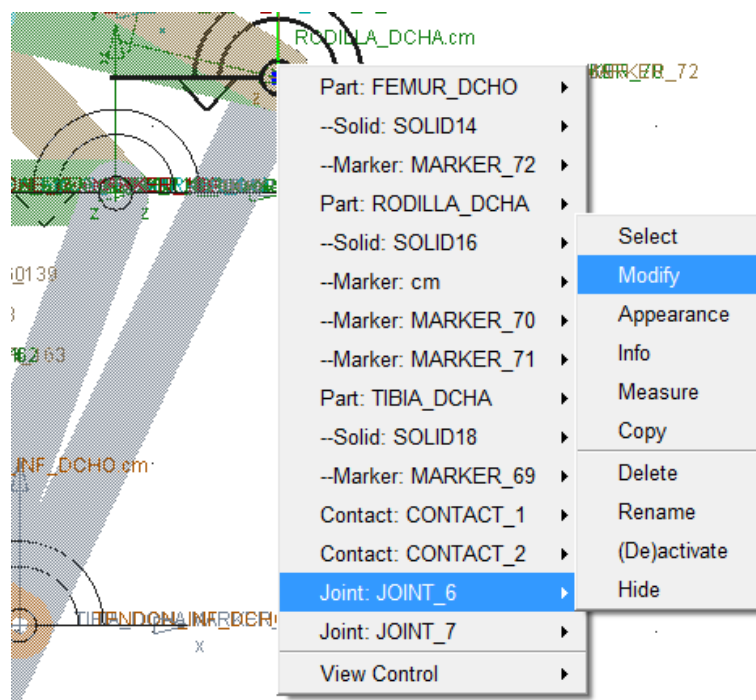 RODILLA_DCHA.cm
Part: FEMUR_DCHO
--Solid: SOLID14
--Marker: MARKER_72
Part: RODILLA_DCHA
--Solid: SOLID16
--Marker: cm
--Marker: MARKER_70
--Marker: MARKER_71
Part: TIBIA_DCHA
--Solid: SOLID18
--Marker: MARKER_69
Contact: CONTACT_1
Contact: CONTACT_2
Joint: JOINT_6
Joint: JOINT_7
View Control
Select
Modify
Appearance
Info
Measure
Copy
Delete
Rename
(De)activate
Hide
z
z
z
_INF_DCHO.cm
x